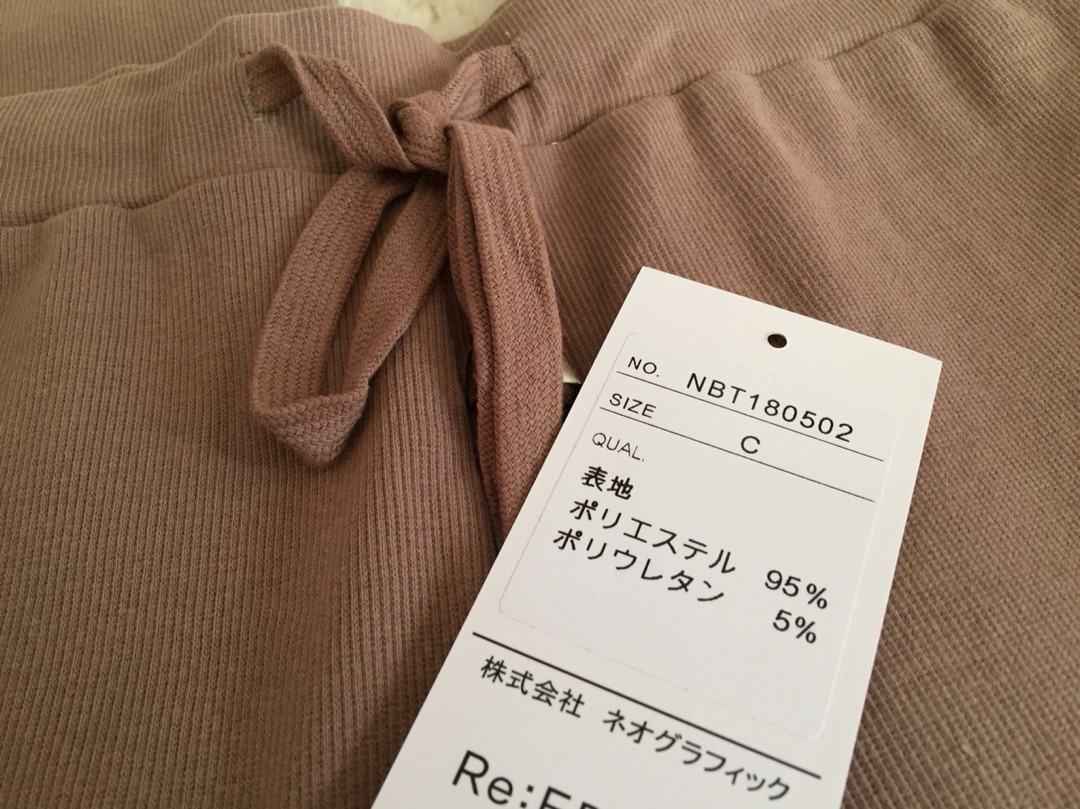 NO. NBT180502
SIZE C
QUAL.
表地
ポリエステル 95%
ポリウレタン 5%
株式会社 ネオグラフィック